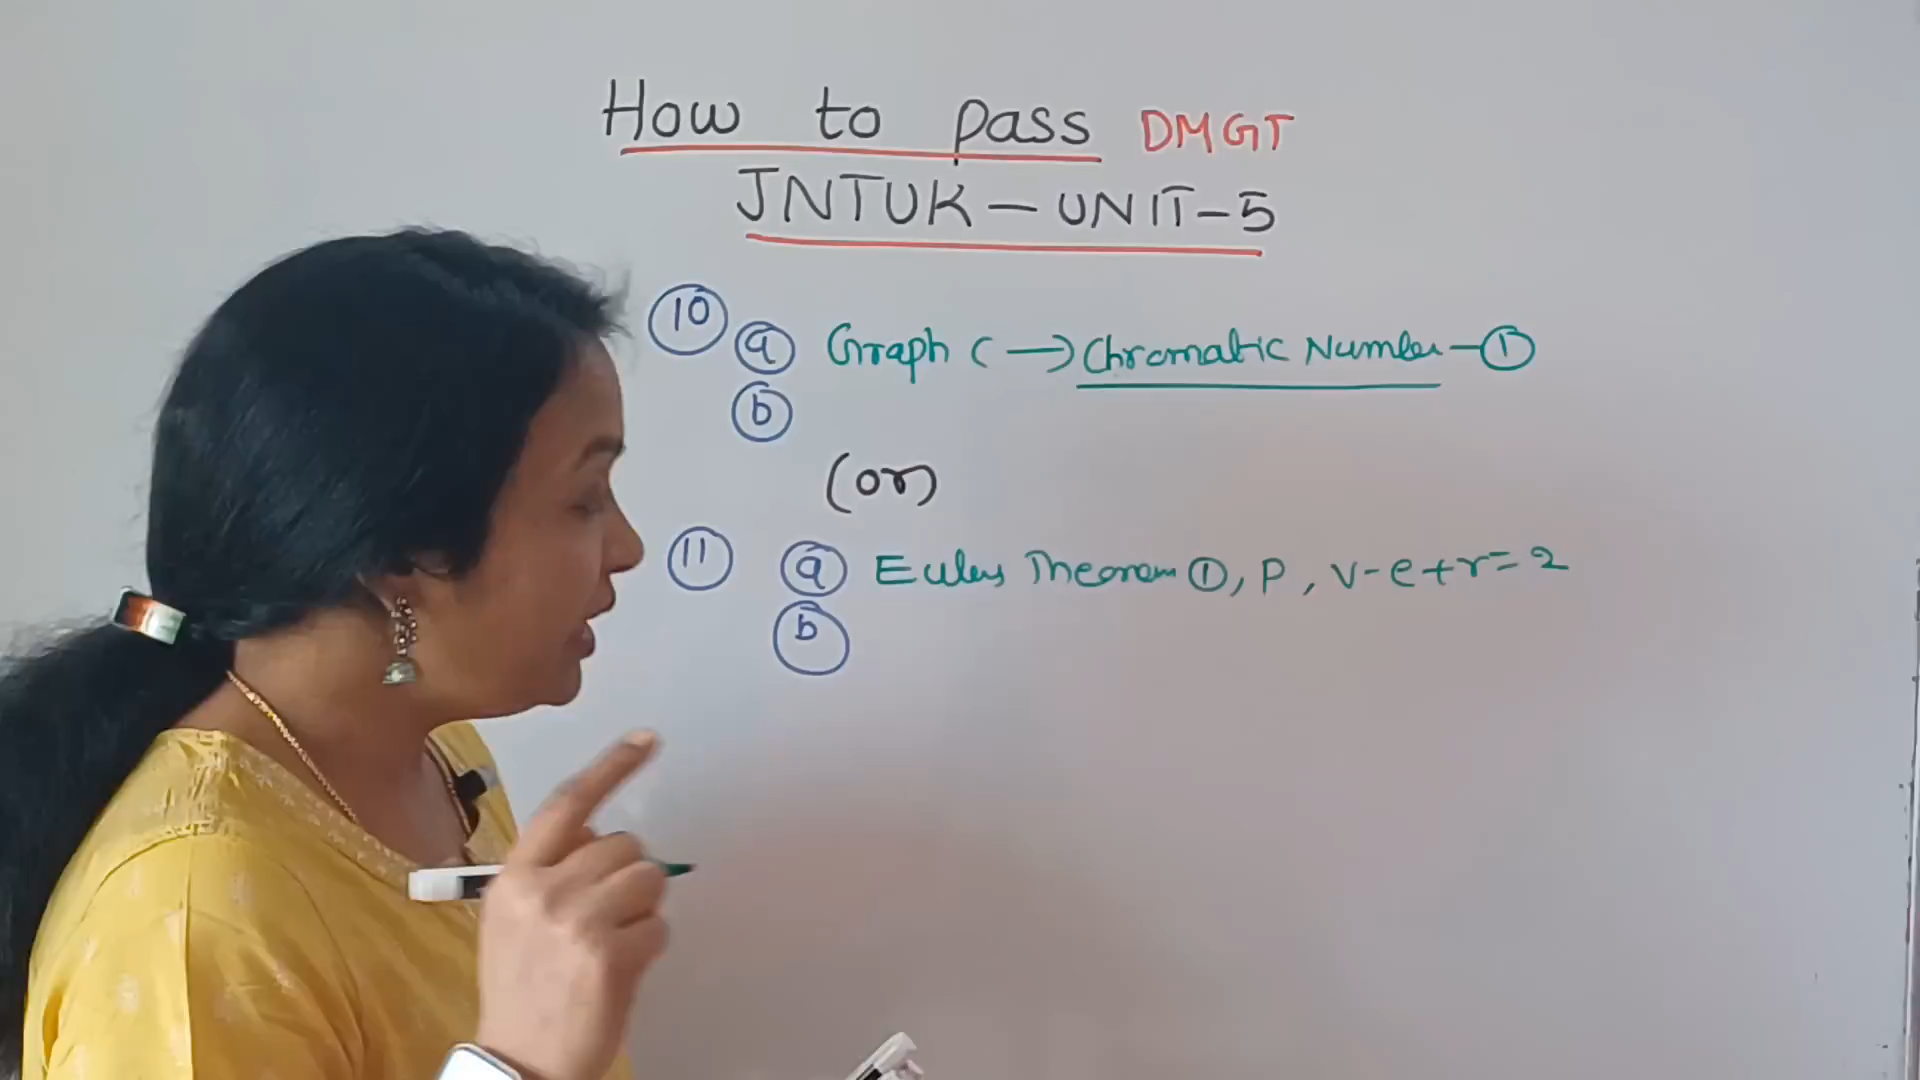 How to pass DMGT
JNTUK - UNIT-5
10 a Graph ( → Chromatic Number - 1
b
(or)
11 a Eulers Theorem 1, P, v-e+r=2
b